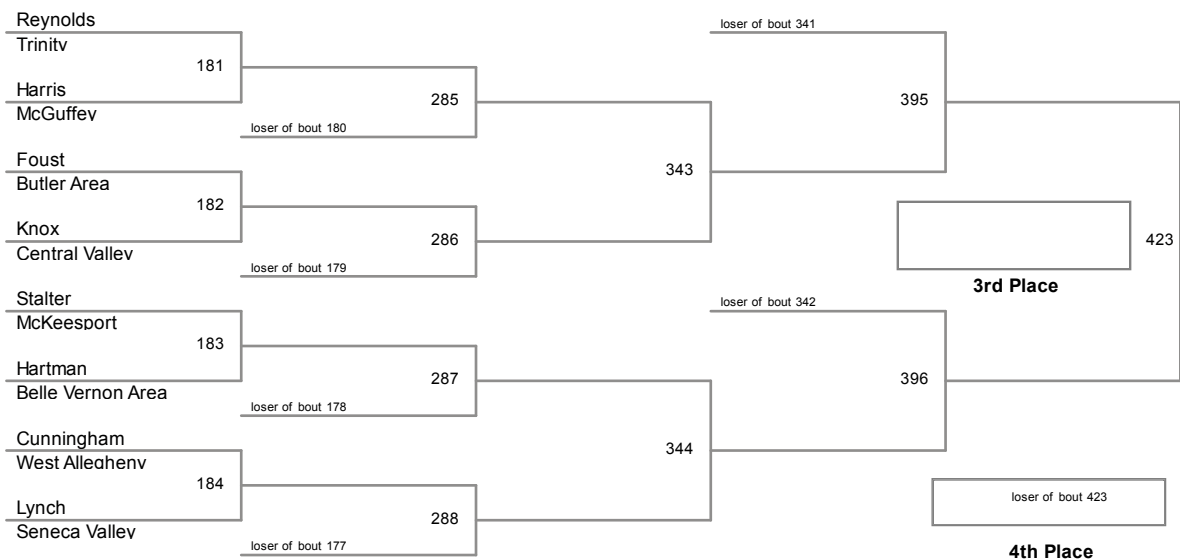 Reynolds
loser of bout 341
Trinity
181
Harris
285
395
McGuffey
loser of bout 180
Foust
343
Butler Area
182
Knox
286
423
Central Valley
loser of bout 179
3rd Place
Stalter
loser of bout 342
McKeesport
183
Hartman
287
396
Belle Vernon Area
loser of bout 178
Cunningham
344
West Allegheny
184
loser of bout 423
Lynch
288
Seneca Valley
loser of bout 177
4th Place